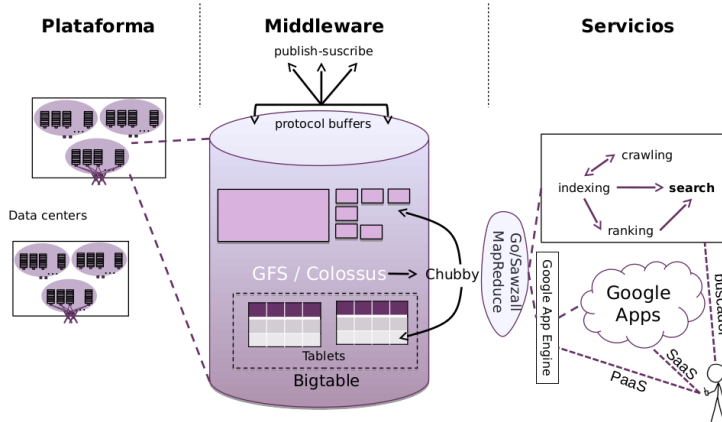 Plataforma
Middleware
Servicios
publish-suscribe
protocol buffers
Data centers
GFS / Colossus
Chubby
Tablets
Bigtable
Go/Sawzall
MapReduce
Google App Engine
crawling
indexing
search
ranking
Google
Apps
buscador
SaaS
PaaS